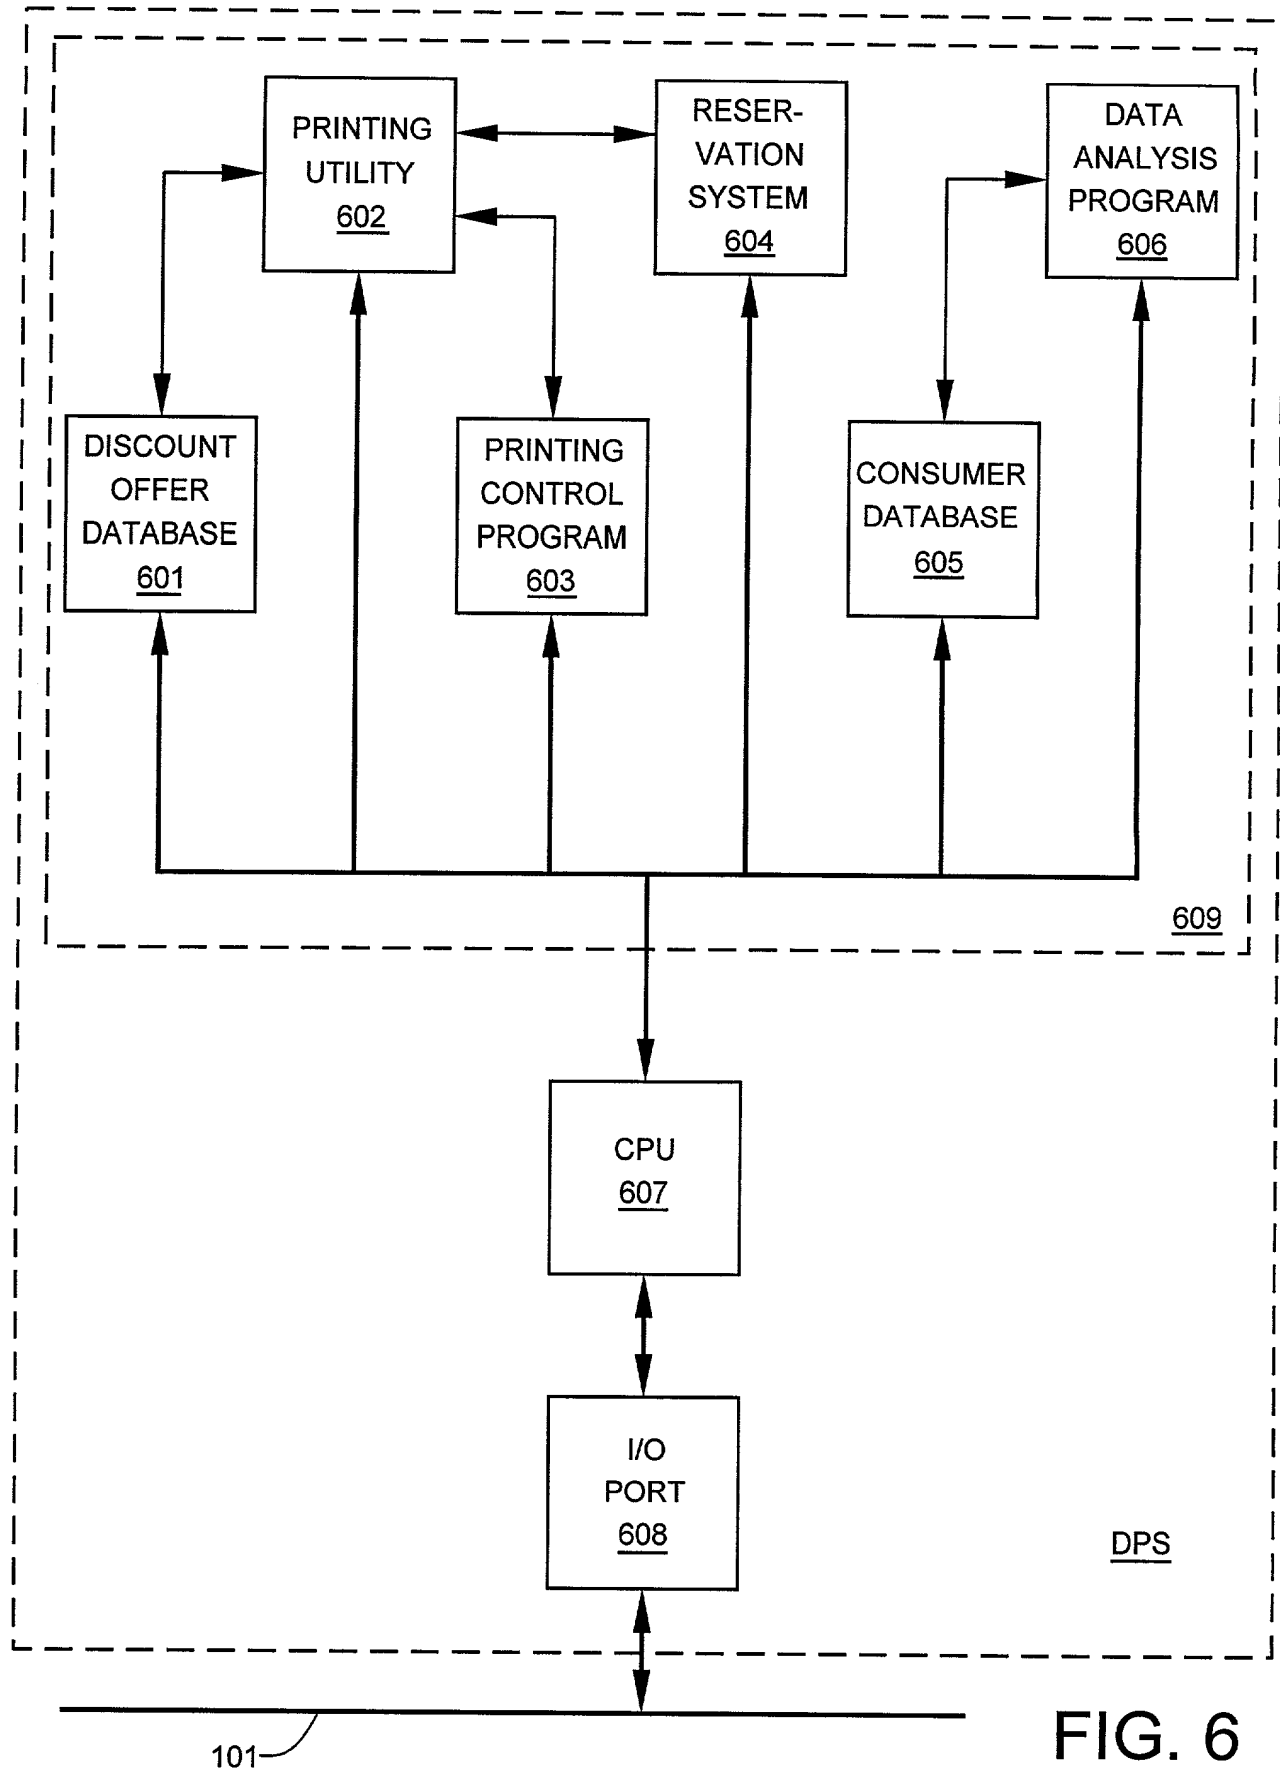 PRINTING
UTILITY
602
RESER-
VATION
SYSTEM
604
DATA
ANALYSIS
PROGRAM
606
DISCOUNT
OFFER
DATABASE
601
PRINTING
CONTROL
PROGRAM
603
CONSUMER
DATABASE
605
609
CPU
607
I/O
PORT
608
DPS
101
FIG. 6